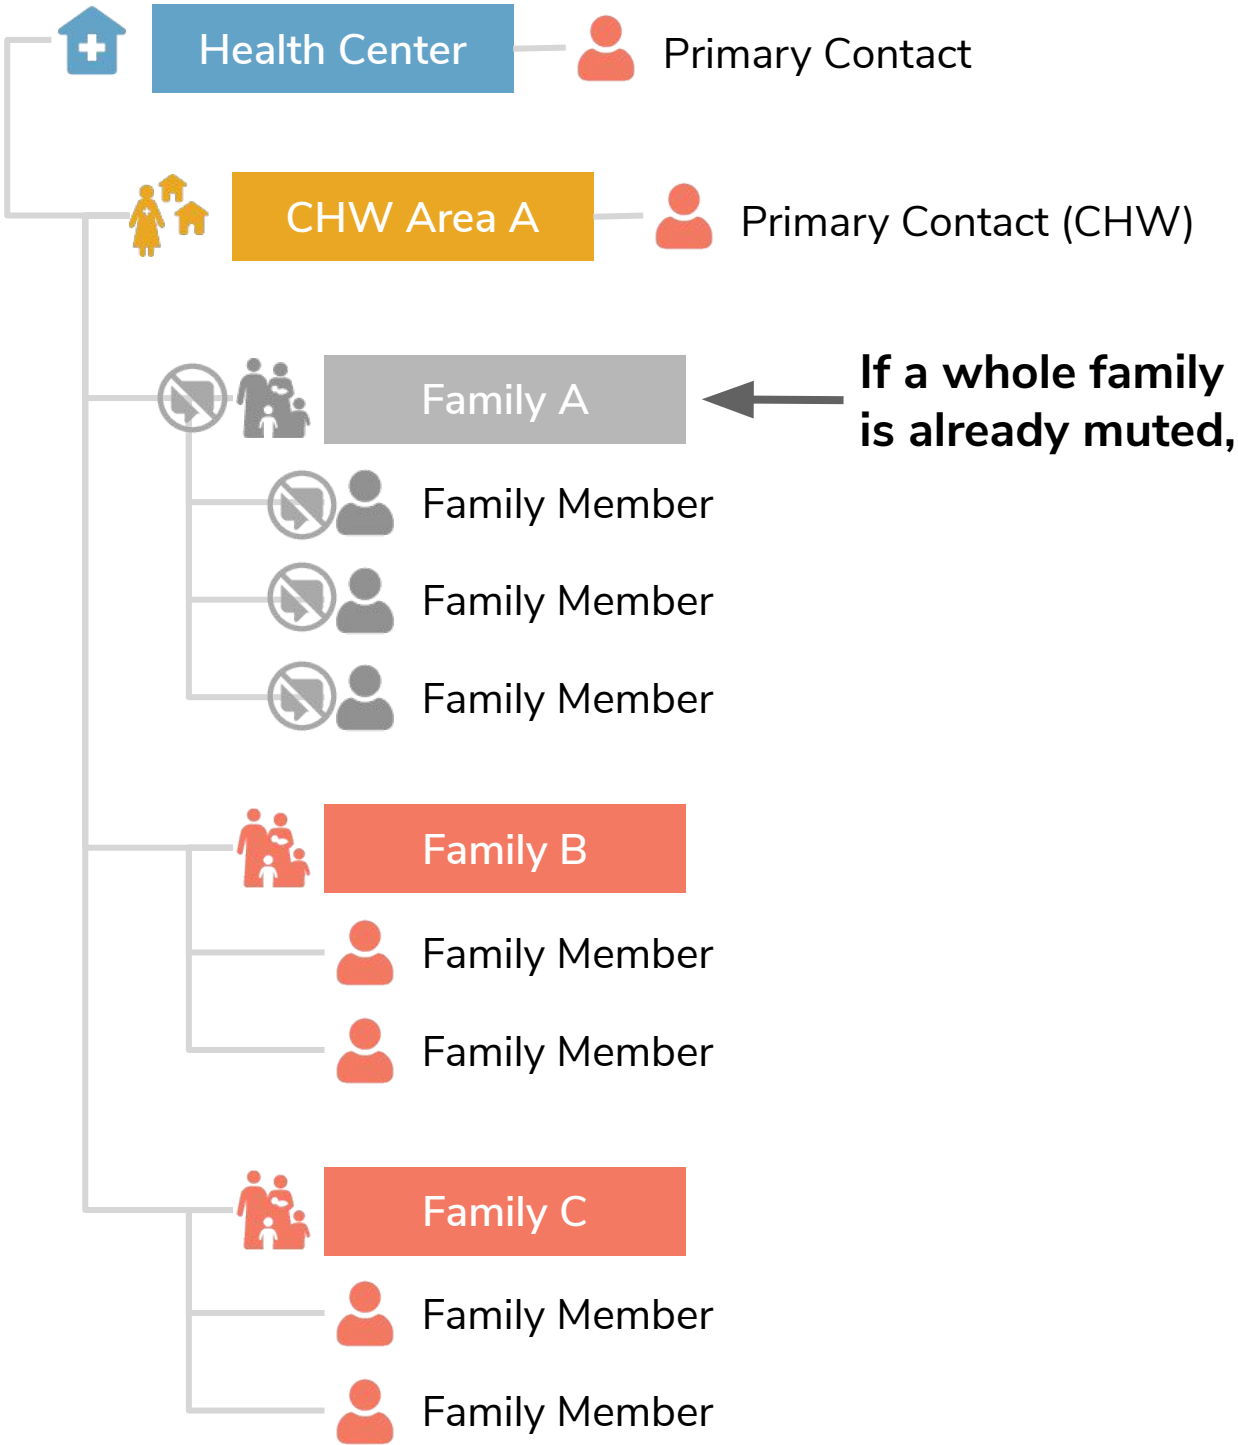 Health Center
Primary Contact
CHW Area A
Primary Contact (CHW)
Family A
If a whole family
is already muted,
Family Member
Family Member
Family Member
Family B
Family Member
Family Member
Family C
Family Member
Family Member